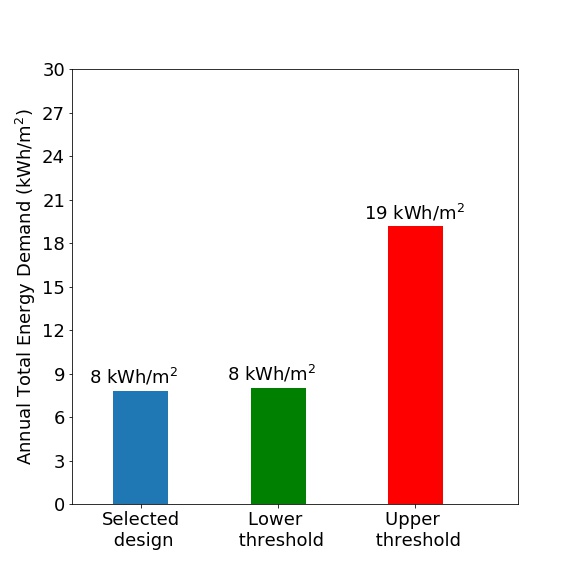 30
27
24
21
18
15
12
9
6
3
0
Annual Total Energy Demand (kWh/m²)
8 kWh/m²
8 kWh/m²
19 kWh/m²
Selected
design
Lower
threshold
Upper
threshold